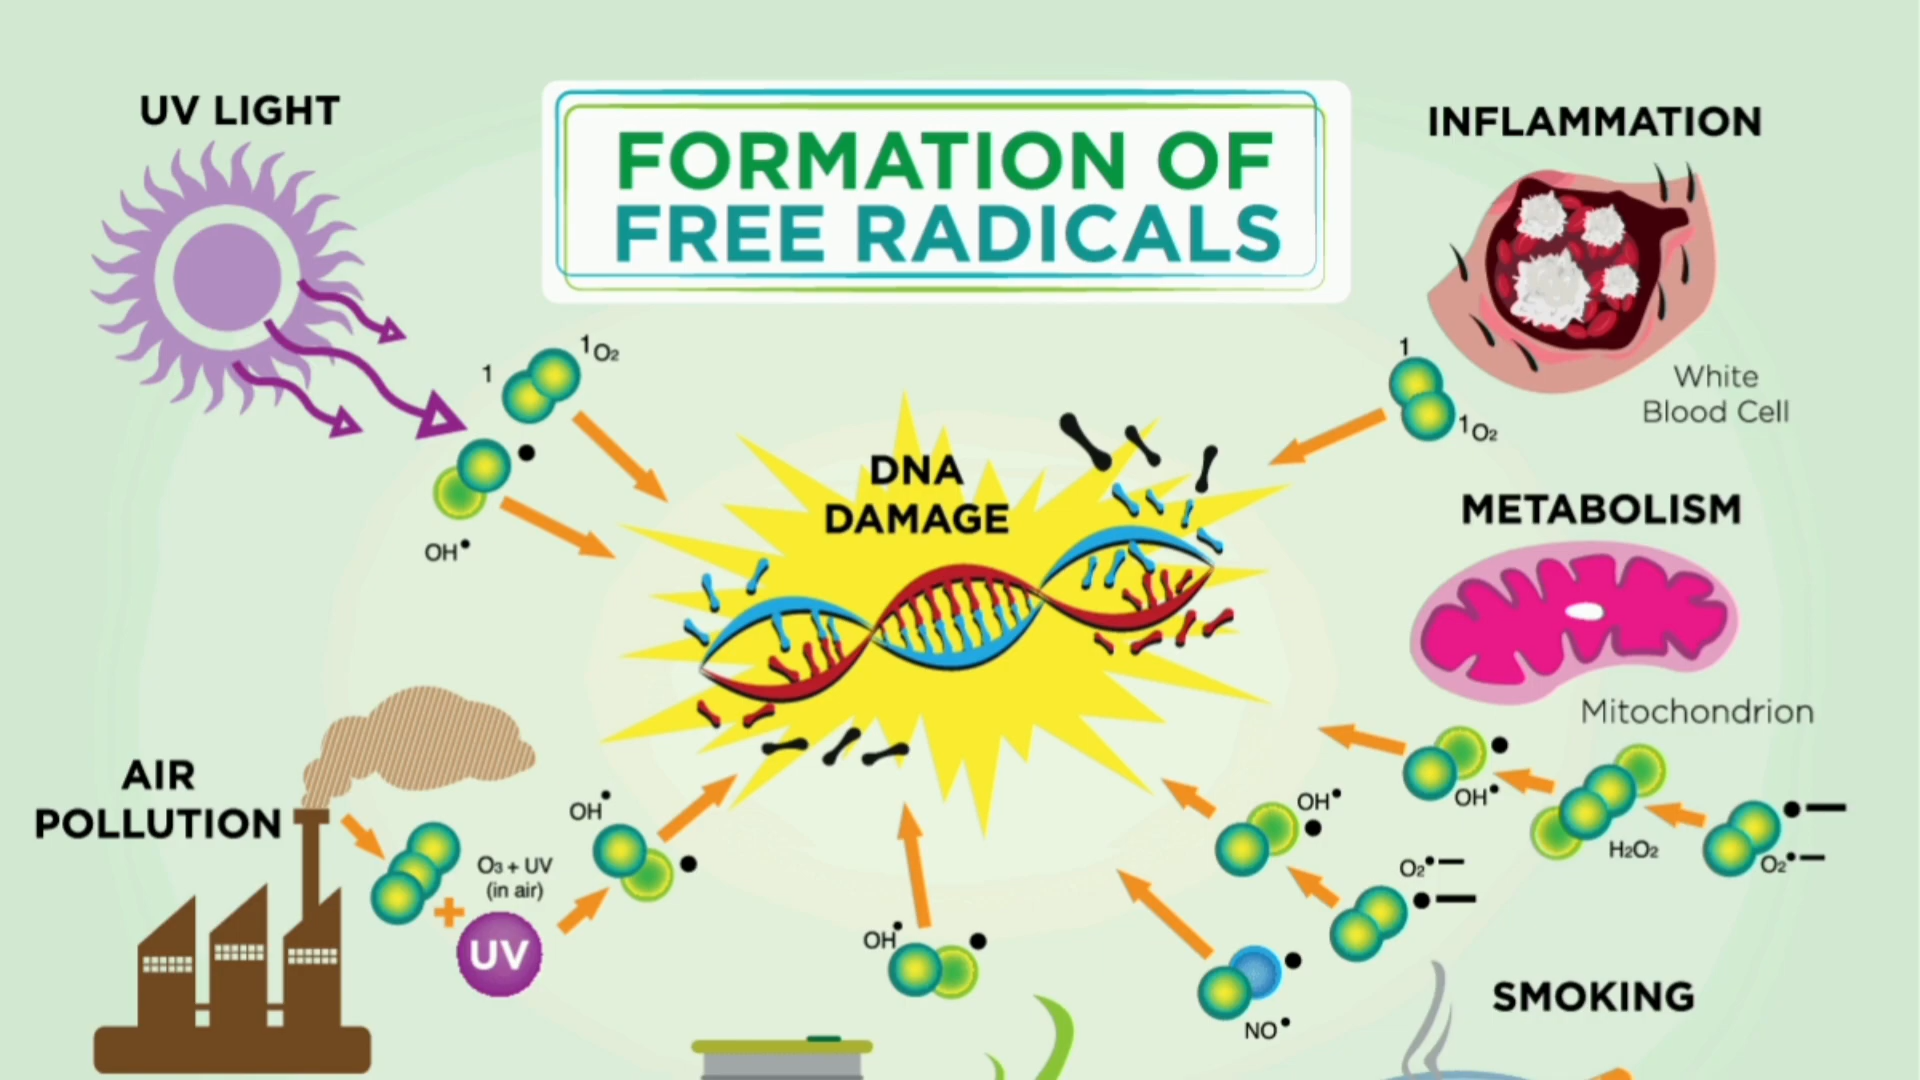 FORMATION OF
FREE RADICALS
UV LIGHT
1
¹O₂
OH•
INFLAMMATION
White
Blood Cell
1
¹O₂
DNA
DAMAGE
METABOLISM
Mitochondrion
OH•
H₂O₂
O₂•−
AIR
POLLUTION
O₃ + UV
(in air)
UV
OH•
OH•
OH•
O₂•−
NO•
SMOKING